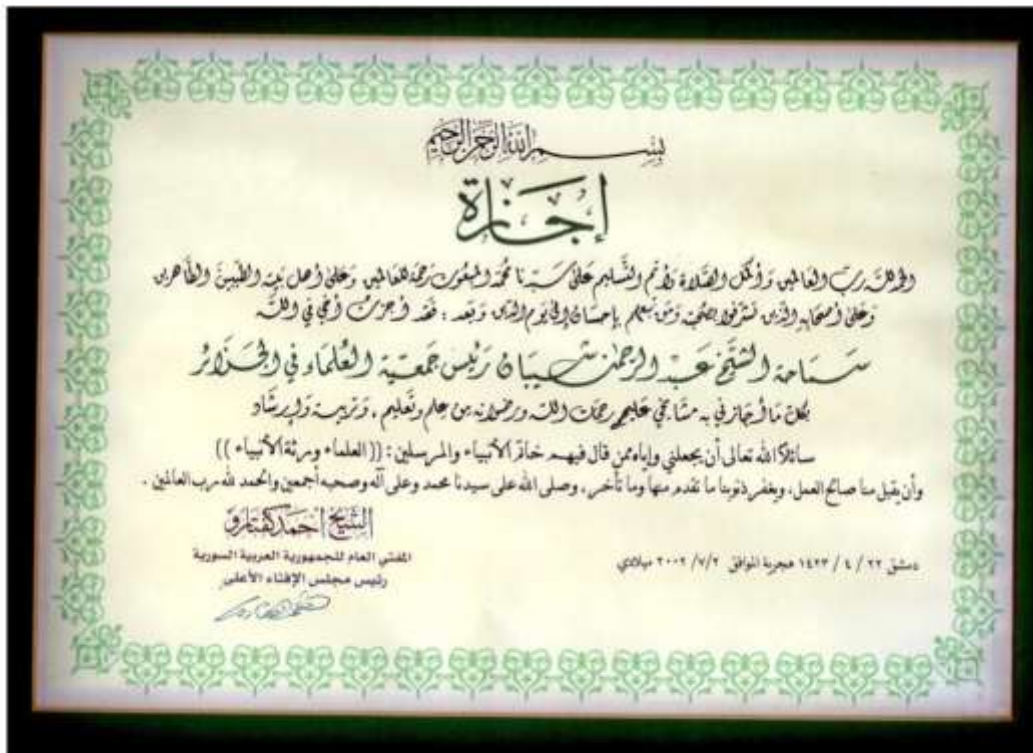 بسم الله الرحمن الرحيم
إجازة
الحمد لله رب العالمين وأكمل الصلاة وأتم التسليم على سيدنا محمد المبعوث رحمة للعالمين وعلى أهل بيته الطيبين الطاهرين
وعلى أصحابه الذين تشرفوا بصحبته ومن تبعهم بإحسان إلى يوم الدين وبعد : فقد أجزت أخي في الله
سماحة الشيخ عبد الرحمن شيبان رئيس جمعية العلماء في الجزائر
بكل ما أجازني به مشايخي عليهم رحمات الله ورضوانه من علم وتعليم ، وتربية وإرشاد
سائلاً الله تعالى أن يجعلني وإياه ممن قال فيهم خاتم الأنبياء والمرسلين : (( العلماء ورثة الأنبياء ))
وأن يقبل منا صالح العمل، ويغفر ذنوبنا ما تقدم منها وما تأخر ، وصلى الله على سيدنا محمد وعلى آله وصحبه أجمعين والحمد لله رب العالمين .
الشيخ أحمد كفتارو
المفتي العام للجمهورية العربية السورية
رئيس مجلس الإفتاء الأعلى
دمشق ٢٢ / ٤ / ١٤٢٣ هجرية الموافق ٢ /٧/ ٢٠٠٢ ميلادي